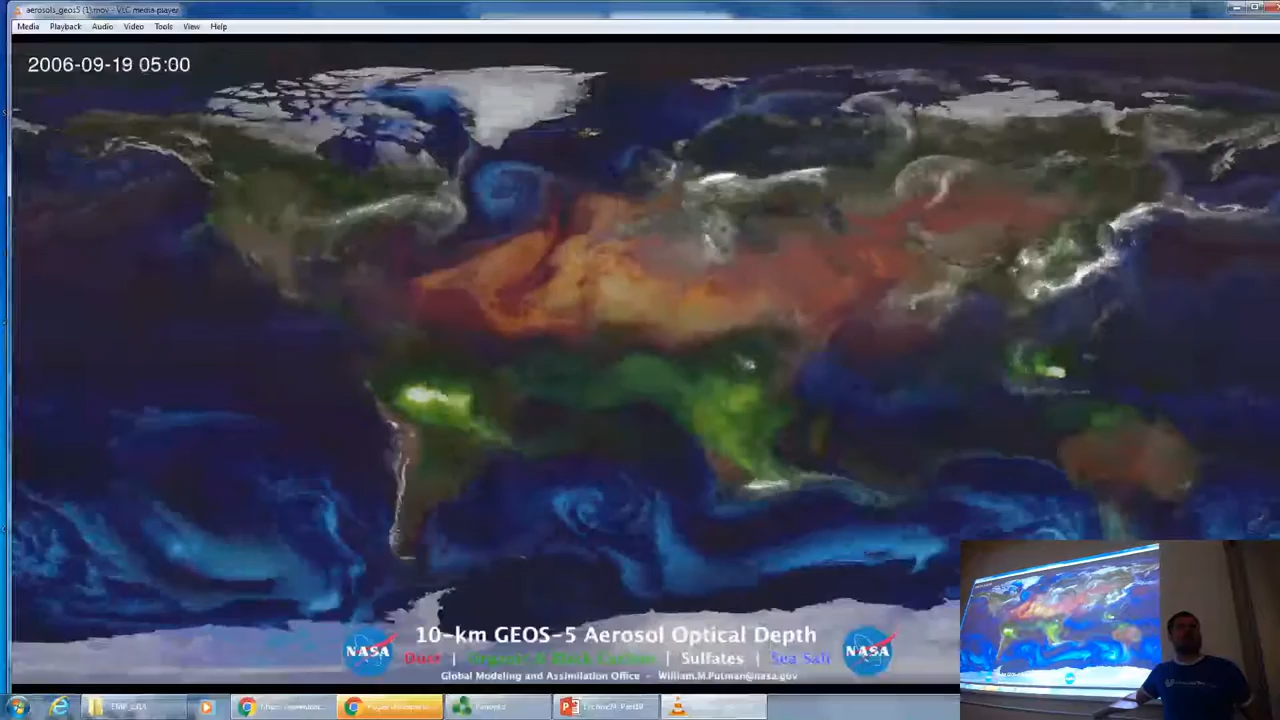 aerosols_geos5 (1).mov - VLC media player
Media Playback Audio Video Tools View Help
2006-09-19 05:00
10-km GEOS-5 Aerosol Optical Depth
NASA
NASA
Dust | Organic & Black Carbon | Sulfates | Sea Salt
Global Modeling and Assimilation Office - William.M.Putman@nasa.gov